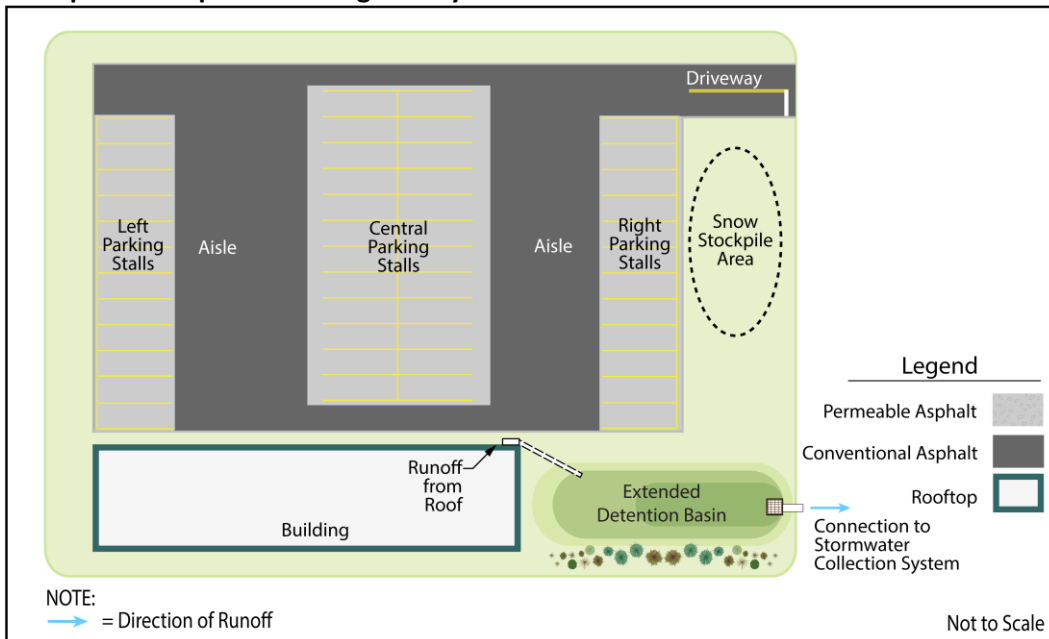 Driveway
Left
Parking
Stalls
Aisle
Central
Parking
Stalls
Aisle
Right
Parking
Stalls
Snow
Stockpile
Area
Legend
Permeable Asphalt
Conventional Asphalt
Rooftop
Runoff
from
Roof
Building
Extended
Detention Basin
Connection to
Stormwater
Collection System
NOTE:
= Direction of Runoff
Not to Scale